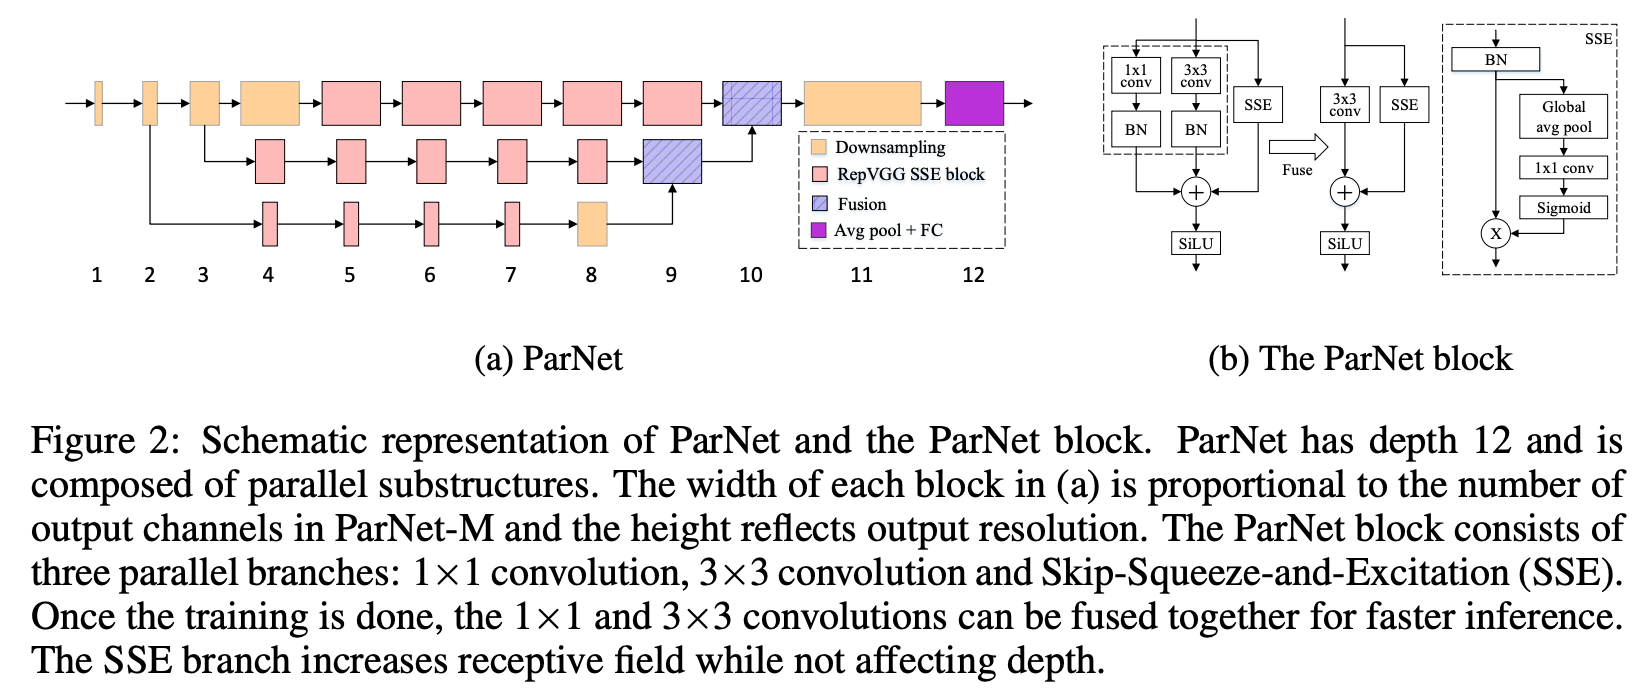 Downsampling
RepVGG SSE block
Fusion
Avg pool + FC
1 2 3 4 5 6 7 8 9 10 11 12
(a) ParNet
1x1
conv
BN
3x3
conv
BN
SSE
+
SiLU
Fuse
3x3
conv
SSE
+
SiLU
SSE
BN
Global
avg pool
1x1 conv
Sigmoid
X
(b) The ParNet block
Figure 2: Schematic representation of ParNet and the ParNet block. ParNet has depth 12 and is
composed of parallel substructures. The width of each block in (a) is proportional to the number of
output channels in ParNet-M and the height reflects output resolution. The ParNet block consists of
three parallel branches: 1×1 convolution, 3×3 convolution and Skip-Squeeze-and-Excitation (SSE).
Once the training is done, the 1×1 and 3×3 convolutions can be fused together for faster inference.
The SSE branch increases receptive field while not affecting depth.